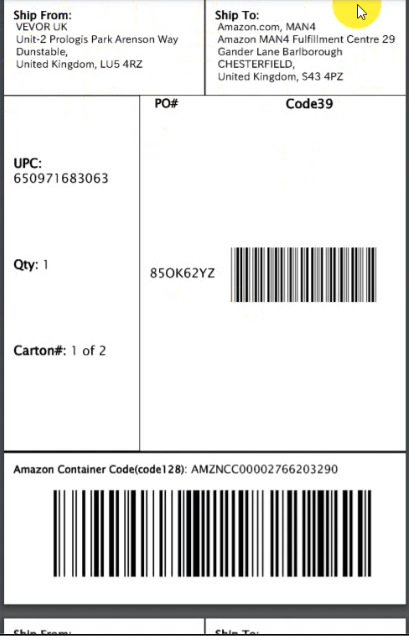 Ship From:
VEVOR UK
Unit-2 Prologis Park Arenson Way
Dunstable,
United Kingdom, LU5 4RZ
Ship To:
Amazon.com, MAN4
Amazon MAN4 Fulfillment Centre 29
Gander Lane Barlborough
CHESTERFIELD,
United Kingdom, S43 4PZ
PO#
Code39
UPC:
650971683063
Qty: 1
85OK62YZ
Carton#: 1 of 2
Amazon Container Code(code128): AMZNCC00002766203290
Ship From:
Ship To: